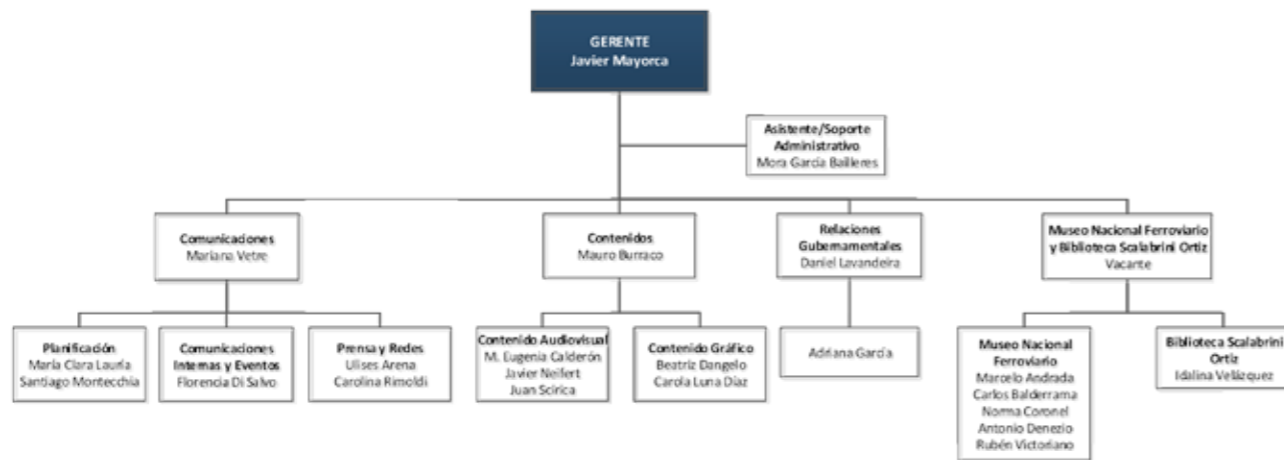 GERENTE
Javier Mayorca
Asistente/Soporte
Administrativo
Mora García Bailleres
Comunicaciones
Mariana Vetre
Contenidos
Mauro Burraco
Relaciones
Gubernamentales
Daniel Lavandeira
Museo Nacional Ferroviario
y Biblioteca Scalabrini Ortiz
Vacante
Planificación
María Clara Lauría
Santiago Montecchia
Comunicaciones
Internas y Eventos
Florencia Di Salvo
Prensa y Redes
Ulises Arena
Carolina Rimoldi
Contenido Audiovisual
M. Eugenia Calderón
Javier Neifert
Juan Scirica
Contenido Gráfico
Beatriz Dangelo
Carola Luna Díaz
Adriana García
Museo Nacional
Ferroviario
Marcelo Andrada
Carlos Balderrama
Norma Coronel
Antonio Denezio
Rubén Victoriano
Biblioteca Scalabrini
Ortiz
Idalina Velázquez